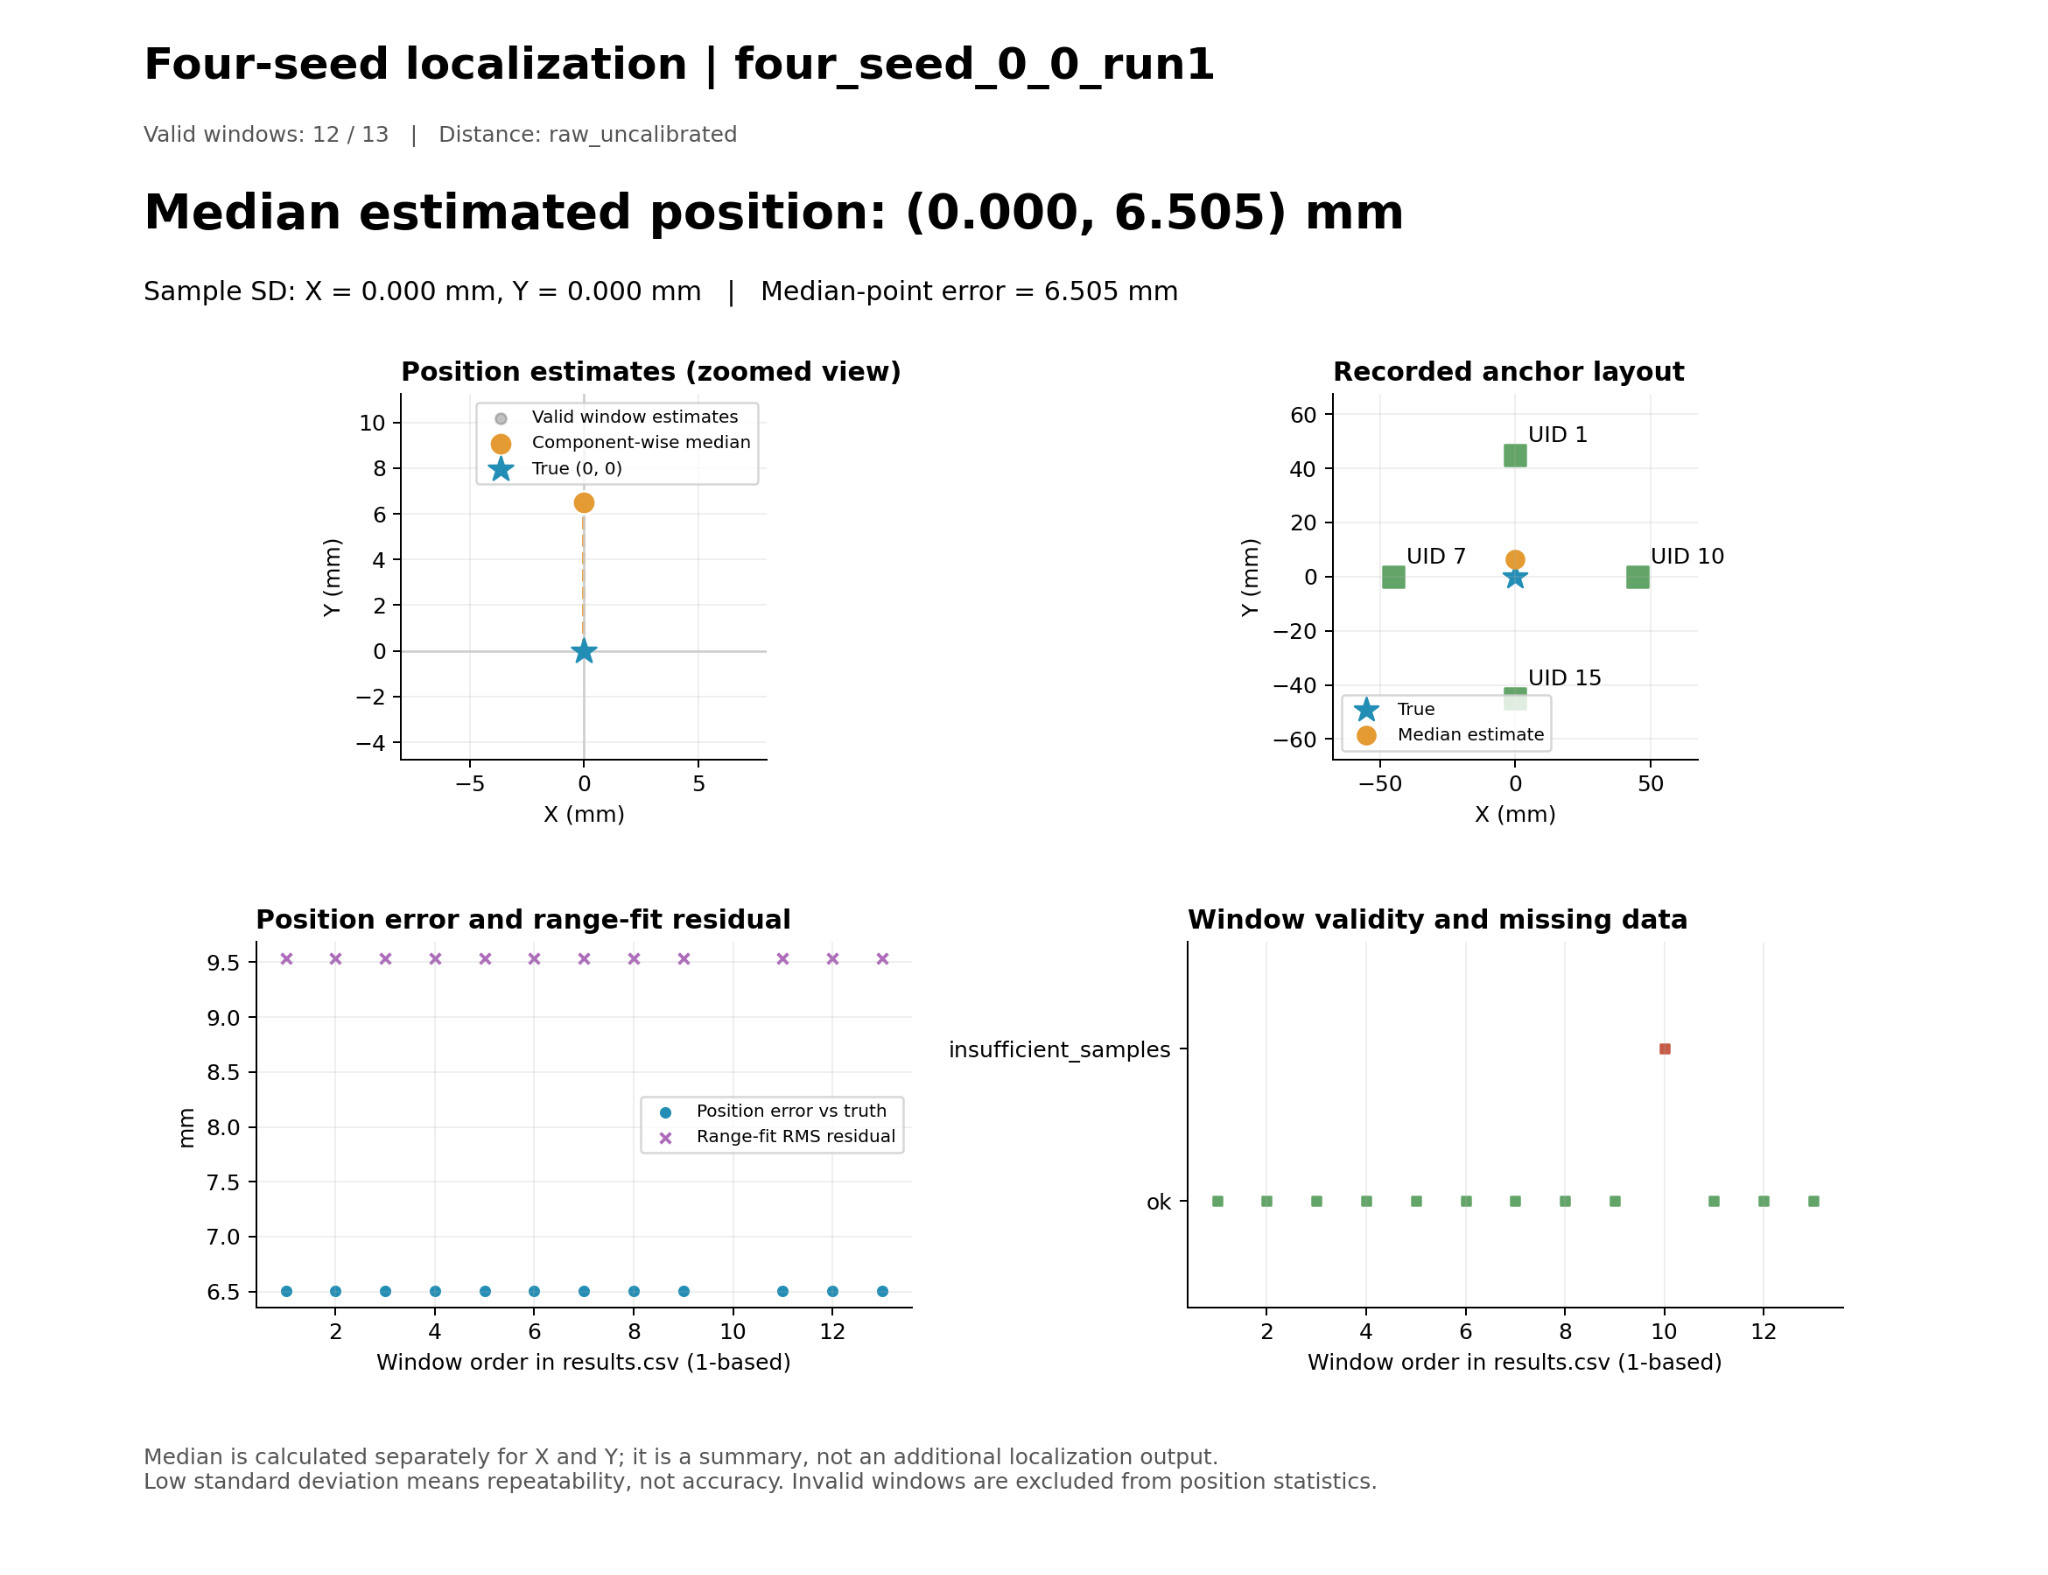 Four-seed localization | four_seed_0_0_run1
Valid windows: 12 / 13   |   Distance: raw_uncalibrated
Median estimated position: (0.000, 6.505) mm
Sample SD: X = 0.000 mm, Y = 0.000 mm   |   Median-point error = 6.505 mm
Position estimates (zoomed view)
Valid window estimates
Component-wise median
True (0, 0)
10
8
6
4
2
0
−2
−4
Y (mm)
−5
0
5
X (mm)
Recorded anchor layout
UID 1
UID 7
UID 10
UID 15
True
Median estimate
60
40
20
0
−20
−40
−60
Y (mm)
−50
0
50
X (mm)
Position error and range-fit residual
9.5
9.0
8.5
8.0
7.5
7.0
6.5
mm
Position error vs truth
Range-fit RMS residual
2
4
6
8
10
12
Window order in results.csv (1-based)
Window validity and missing data
insufficient_samples
ok
2
4
6
8
10
12
Window order in results.csv (1-based)
Median is calculated separately for X and Y; it is a summary, not an additional localization output.
Low standard deviation means repeatability, not accuracy. Invalid windows are excluded from position statistics.